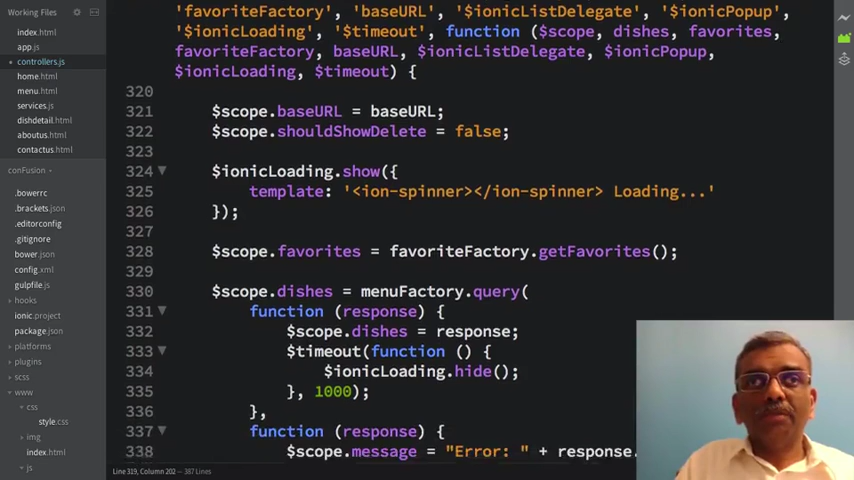 Working Files
index.html
app.js
controllers.js
home.html
menu.html
services.js
dishdetail.html
aboutus.html
contactus.html
conFusion
.bowerrc
.brackets.json
.editorconfig
.gitignore
bower.json
config.xml
gulpfile.js
hooks
ionic.project
package.json
platforms
plugins
scss
www
css
style.css
img
index.html
js
'favoriteFactory', 'baseURL', '$ionicListDelegate', '$ionicPopup',
'$ionicLoading', '$timeout', function ($scope, dishes, favorites,
favoriteFactory, baseURL, $ionicListDelegate, $ionicPopup,
$ionicLoading, $timeout) {
320
321 $scope.baseURL = baseURL;
322 $scope.shouldShowDelete = false;
323
324 $ionicLoading.show({
325 template: '<ion-spinner></ion-spinner> Loading...'
326 });
327
328 $scope.favorites = favoriteFactory.getFavorites();
329
330 $scope.dishes = menuFactory.query(
331 function (response) {
332 $scope.dishes = response;
333 $timeout(function () {
334 $ionicLoading.hide();
335 }, 1000);
336 },
337 function (response) {
338 $scope.message = "Error: " + response.
Line 319, Column 202 — 387 Lines